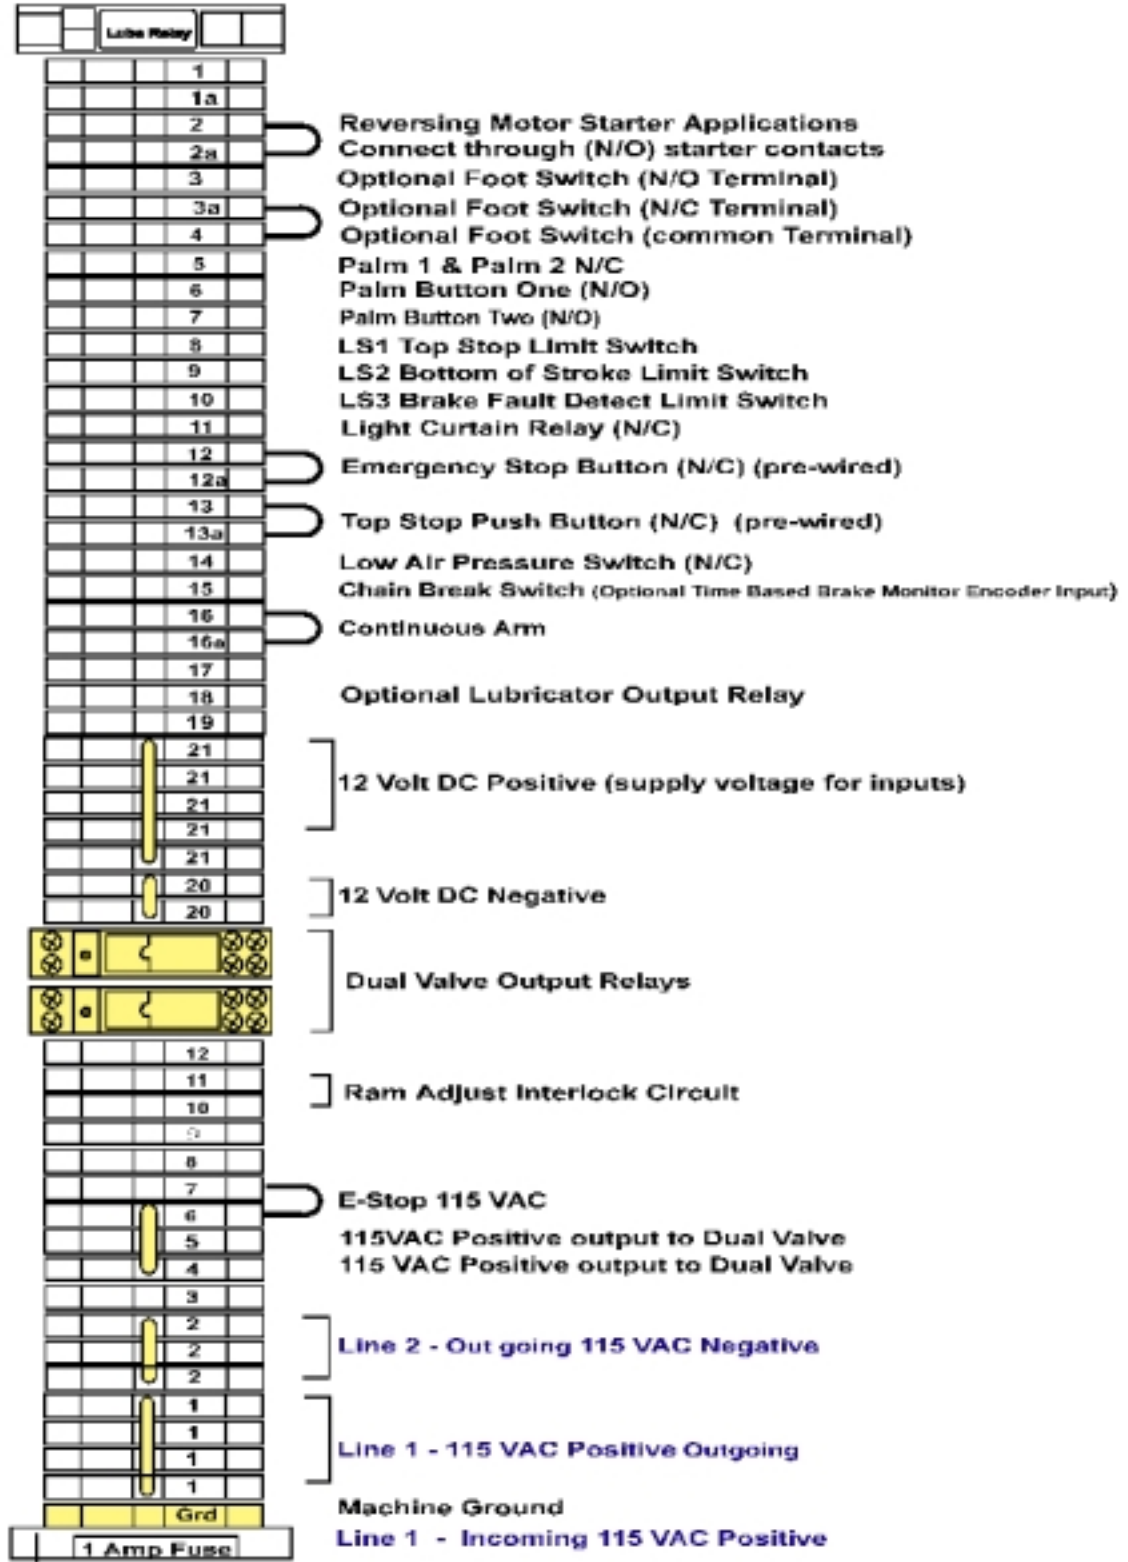 Lube Relay
1
1a
2 Reversing Motor Starter Applications
2a Connect through (N/O) starter contacts
3 Optional Foot Switch (N/O Terminal)
3a Optional Foot Switch (N/C Terminal)
4 Optional Foot Switch (common Terminal)
5 Palm 1 & Palm 2 N/C
6 Palm Button One (N/O)
7 Palm Button Two (N/O)
8 LS1 Top Stop Limit Switch
9 LS2 Bottom of Stroke Limit Switch
10 LS3 Brake Fault Detect Limit Switch
11 Light Curtain Relay (N/C)
12
Emergency Stop Button (N/C) (pre-wired)
12a
13
Top Stop Push Button (N/C) (pre-wired)
13a
14 Low Air Pressure Switch (N/C)
15 Chain Break Switch (Optional Time Based Brake Monitor Encoder Input)
16
Continuous Arm
16a
17
18 Optional Lubricator Output Relay
19
21
21 12 Volt DC Positive (supply voltage for inputs)
21
21
21
20 12 Volt DC Negative
20
Dual Valve Output Relays
12
11 Ram Adjust Interlock Circuit
10
9
8
7 E-Stop 115 VAC
6
5 115VAC Positive output to Dual Valve
4 115 VAC Positive output to Dual Valve
3
2
2 Line 2 - Out going 115 VAC Negative
2
1
1
1 Line 1 - 115 VAC Positive Outgoing
1
Grd Machine Ground
1 Amp Fuse Line 1 - Incoming 115 VAC Positive